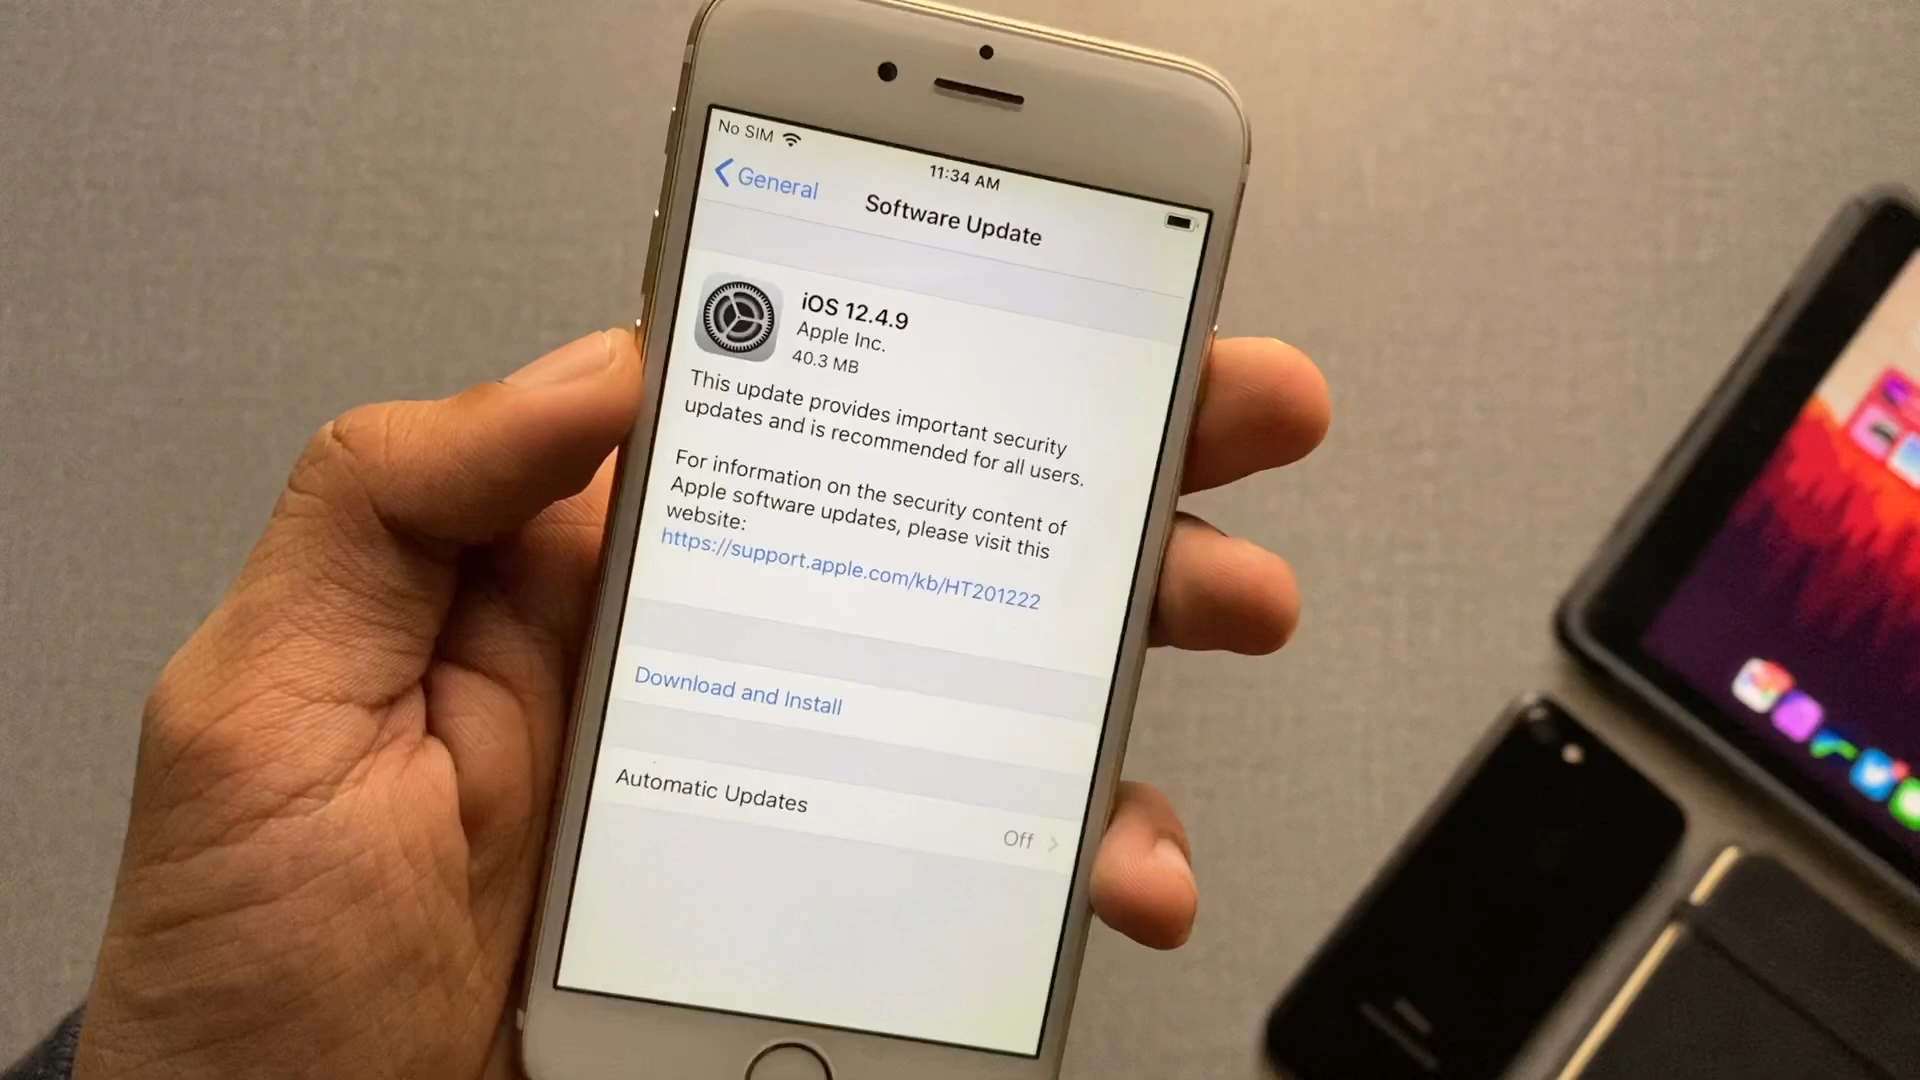 No SIM
11:34 AM
General
Software Update
iOS 12.4.9
Apple Inc.
40.3 MB
This update provides important security
updates and is recommended for all users.
For information on the security content of
Apple software updates, please visit this
website:
https://support.apple.com/kb/HT201222
Download and Install
Automatic Updates
Off